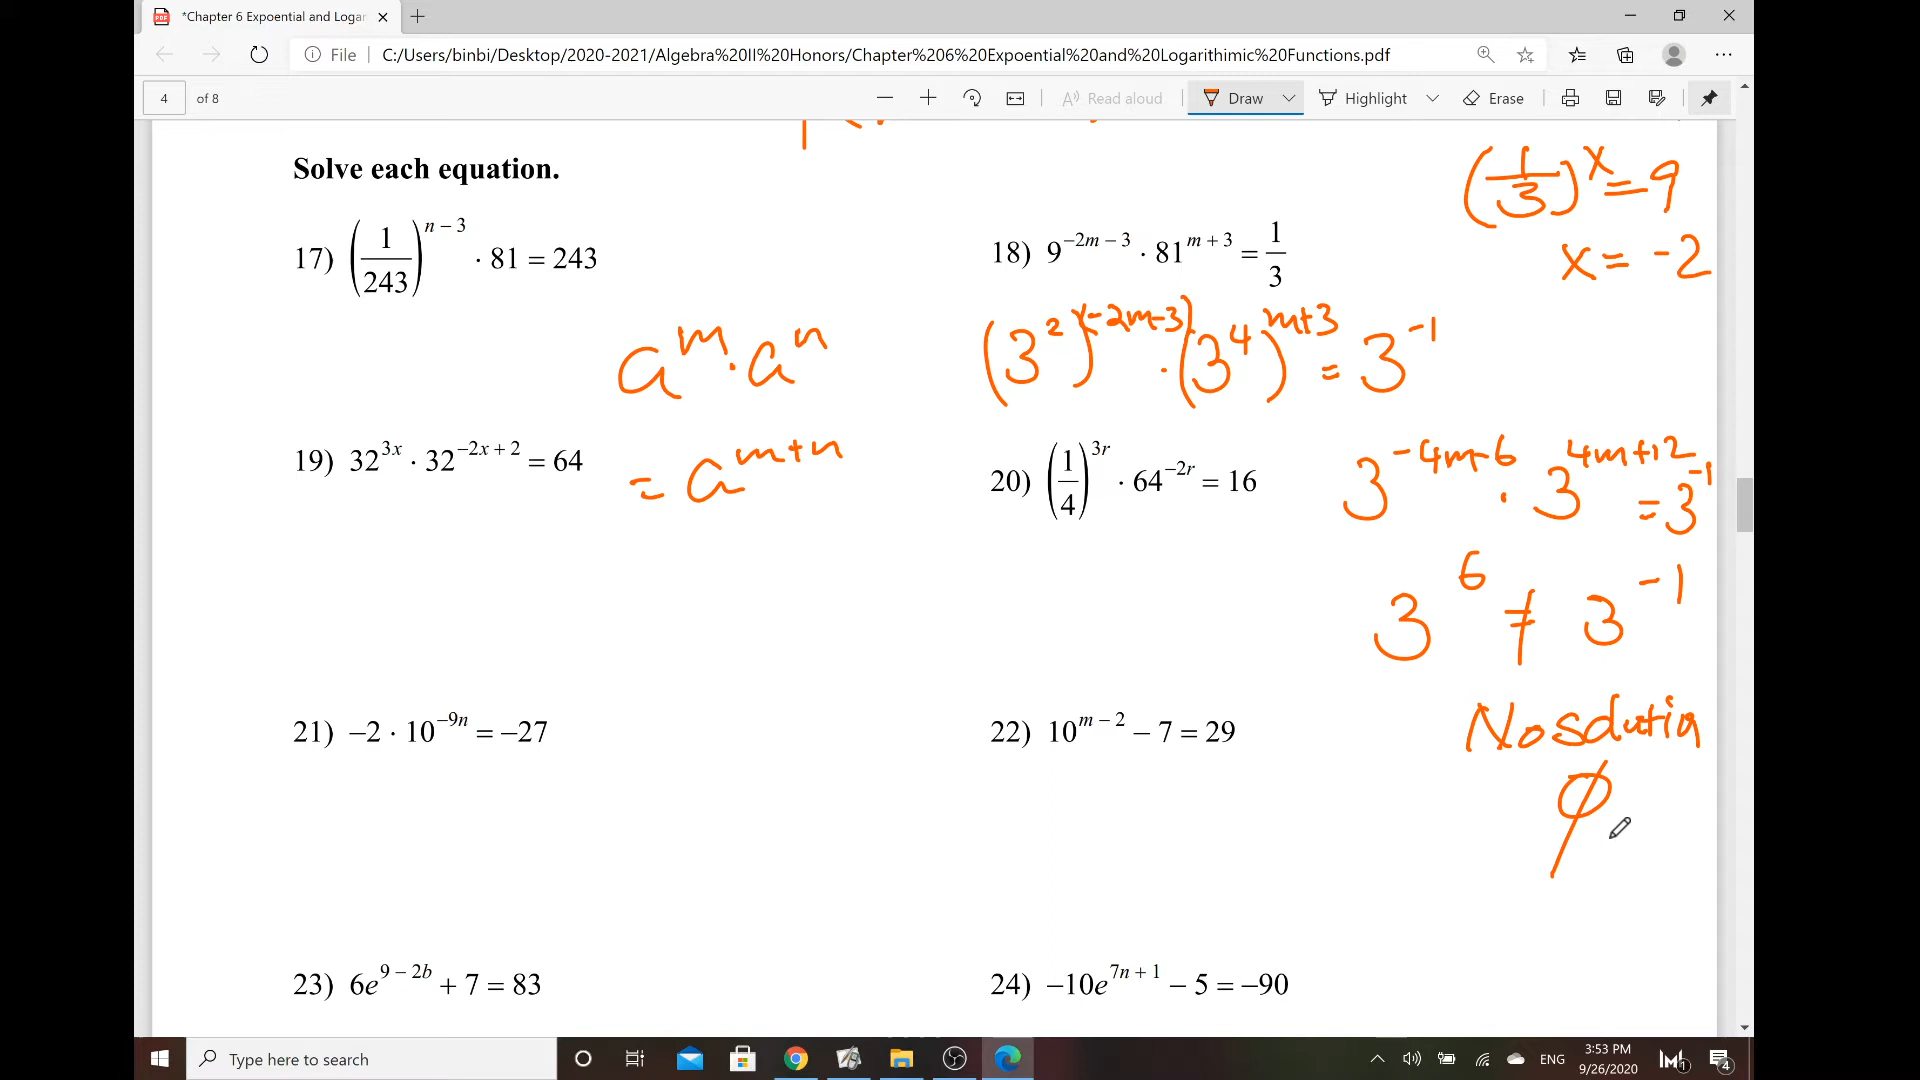 *Chapter 6 Expoential and Logar
File C:/Users/binbi/Desktop/2020-2021/Algebra%20II%20Honors/Chapter%206%20Expoential%20and%20Logarithimic%20Functions.pdf
4 of 8 Read aloud Draw Highlight Erase
Solve each equation.
(1/3)^x = 9
x = -2
17) (1/243)^(n − 3) · 81 = 243
18) 9^(−2m − 3) · 81^(m + 3) = 1/3
a^m · a^n
= a^(m+n)
(3^2)^(-2m-3) · (3^4)^(m+3) = 3^-1
19) 32^(3x) · 32^(−2x + 2) = 64
20) (1/4)^(3r) · 64^(−2r) = 16
3^(-4m-6) · 3^(4m+12) = 3^-1
3^6 ≠ 3^-1
No solution
∅
21) −2 · 10^(−9n) = −27
22) 10^(m − 2) − 7 = 29
23) 6e^(9 − 2b) + 7 = 83
24) −10e^(7n + 1) − 5 = −90
Type here to search
ENG
3:53 PM
9/26/2020
1
4